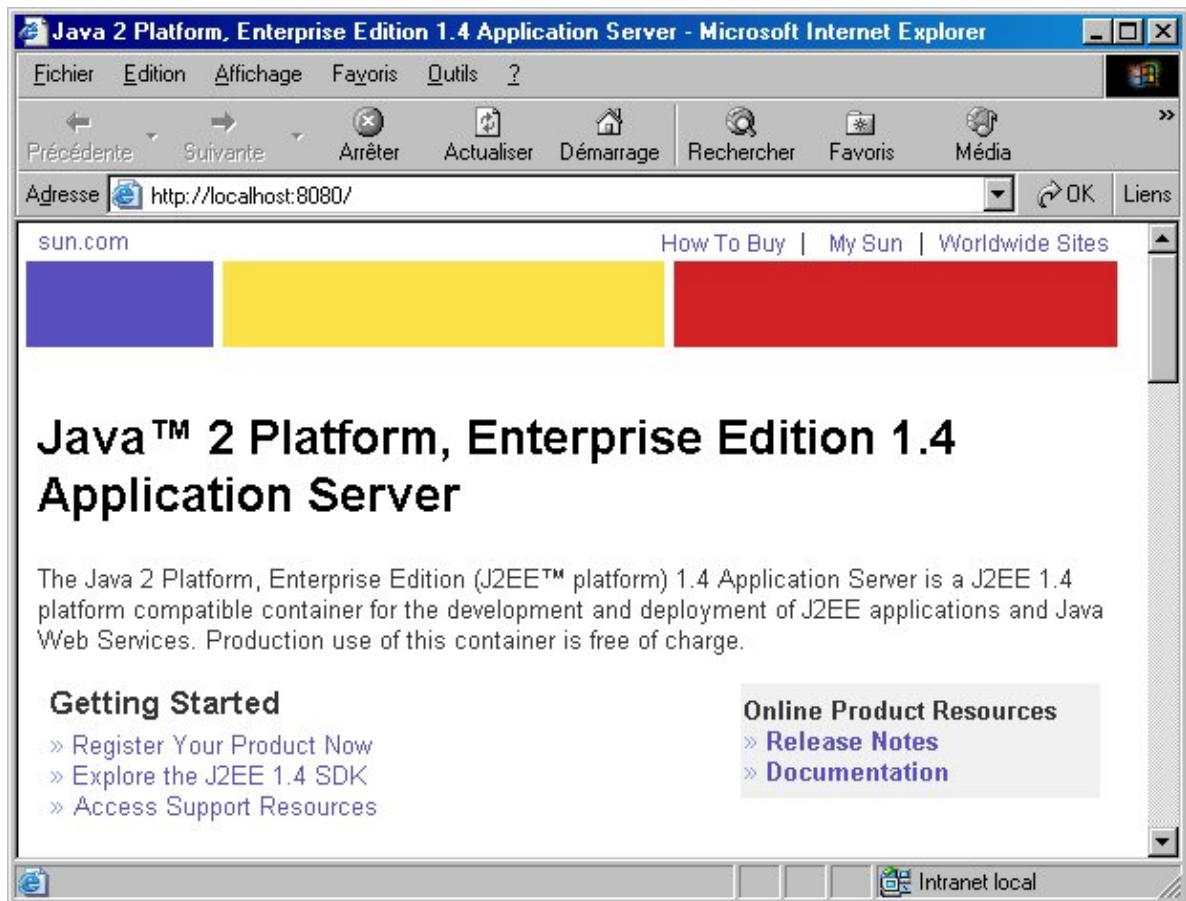 Java 2 Platform, Enterprise Edition 1.4 Application Server - Microsoft Internet Explorer
Fichier Edition Affichage Favoris Outils ?
Précédente Suivante Arrêter Actualiser Démarrage Rechercher Favoris Média »
Adresse http://localhost:8080/ OK Liens
sun.com How To Buy | My Sun | Worldwide Sites
Java™ 2 Platform, Enterprise Edition 1.4
Application Server
The Java 2 Platform, Enterprise Edition (J2EE™ platform) 1.4 Application Server is a J2EE 1.4
platform compatible container for the development and deployment of J2EE applications and Java
Web Services. Production use of this container is free of charge.
Getting Started
» Register Your Product Now
» Explore the J2EE 1.4 SDK
» Access Support Resources
Online Product Resources
» Release Notes
» Documentation
Intranet local